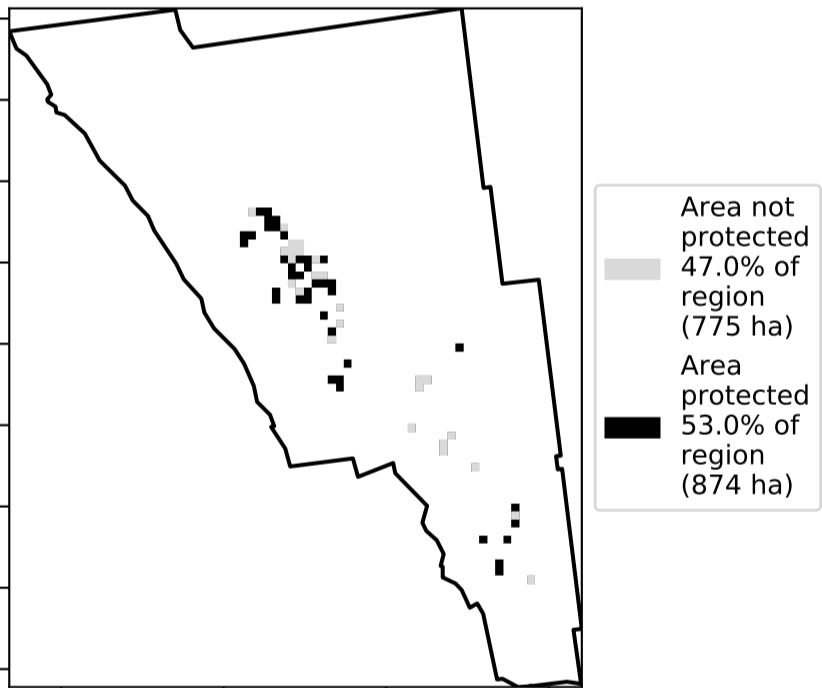 Area not
protected
47.0% of
region
(775 ha)
Area
protected
53.0% of
region
(874 ha)